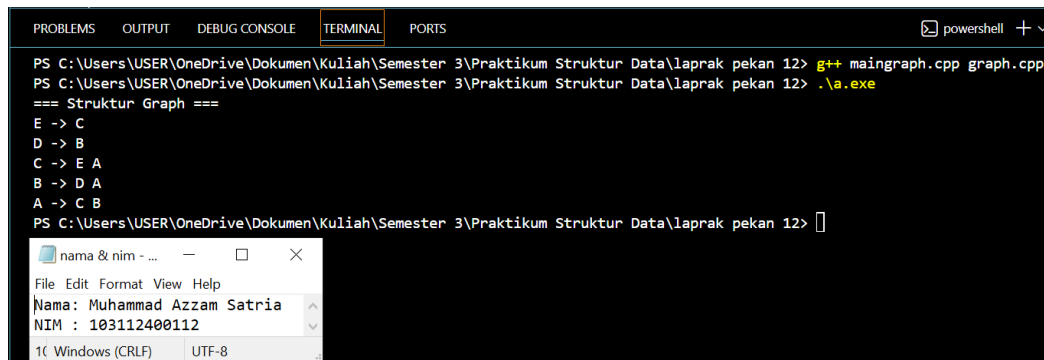 PROBLEMS OUTPUT DEBUG CONSOLE TERMINAL PORTS powershell
PS C:\Users\USER\OneDrive\Dokumen\Kuliah\Semester 3\Praktikum Struktur Data\laprak pekan 12> g++ maingraph.cpp graph.cpp
PS C:\Users\USER\OneDrive\Dokumen\Kuliah\Semester 3\Praktikum Struktur Data\laprak pekan 12> .\a.exe
=== Struktur Graph ===
E -> C
D -> B
C -> E A
B -> D A
A -> C B
PS C:\Users\USER\OneDrive\Dokumen\Kuliah\Semester 3\Praktikum Struktur Data\laprak pekan 12>
nama & nim - ...
File Edit Format View Help
Nama: Muhammad Azzam Satria
NIM : 103112400112
Windows (CRLF) UTF-8